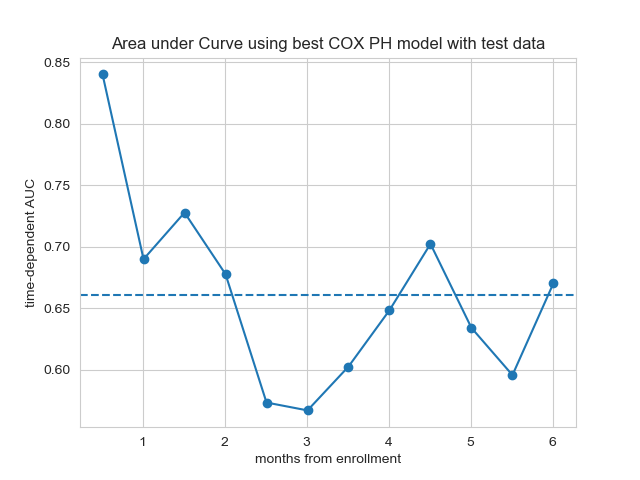 Area under Curve using best COX PH model with test data
0.85
0.80
0.75
0.70
0.65
0.60
time-dependent AUC
1 2 3 4 5 6
months from enrollment